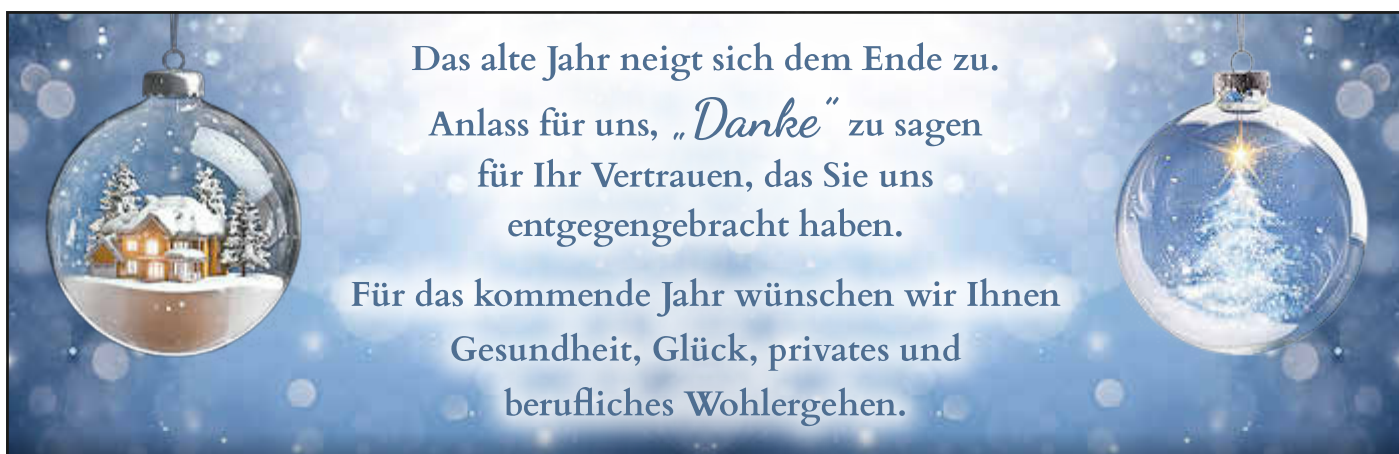 Das alte Jahr neigt sich dem Ende zu.
Anlass für uns, „Danke“ zu sagen
für Ihr Vertrauen, das Sie uns
entgegengebracht haben.
Für das kommende Jahr wünschen wir Ihnen
Gesundheit, Glück, privates und
berufliches Wohlergehen.